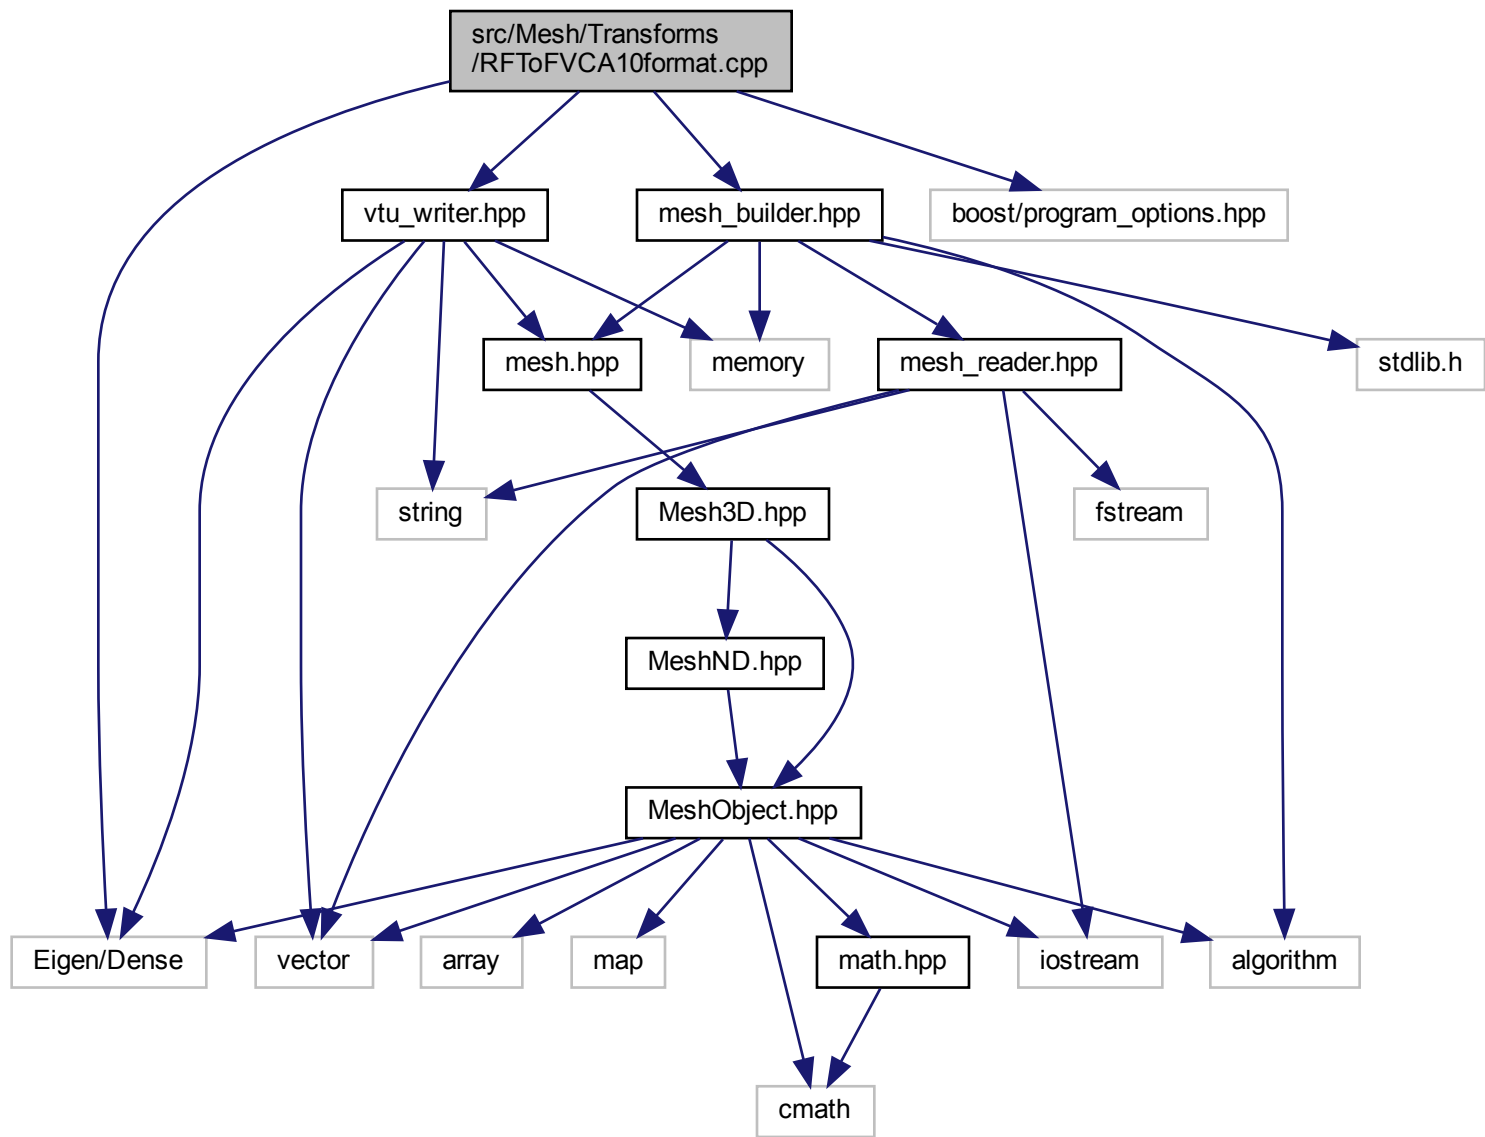 src/Mesh/Transforms
/RFToFVCA10format.cpp
vtu_writer.hpp
mesh_builder.hpp
boost/program_options.hpp
mesh.hpp
memory
mesh_reader.hpp
stdlib.h
string
Mesh3D.hpp
fstream
MeshND.hpp
MeshObject.hpp
Eigen/Dense
vector
array
map
math.hpp
iostream
algorithm
cmath